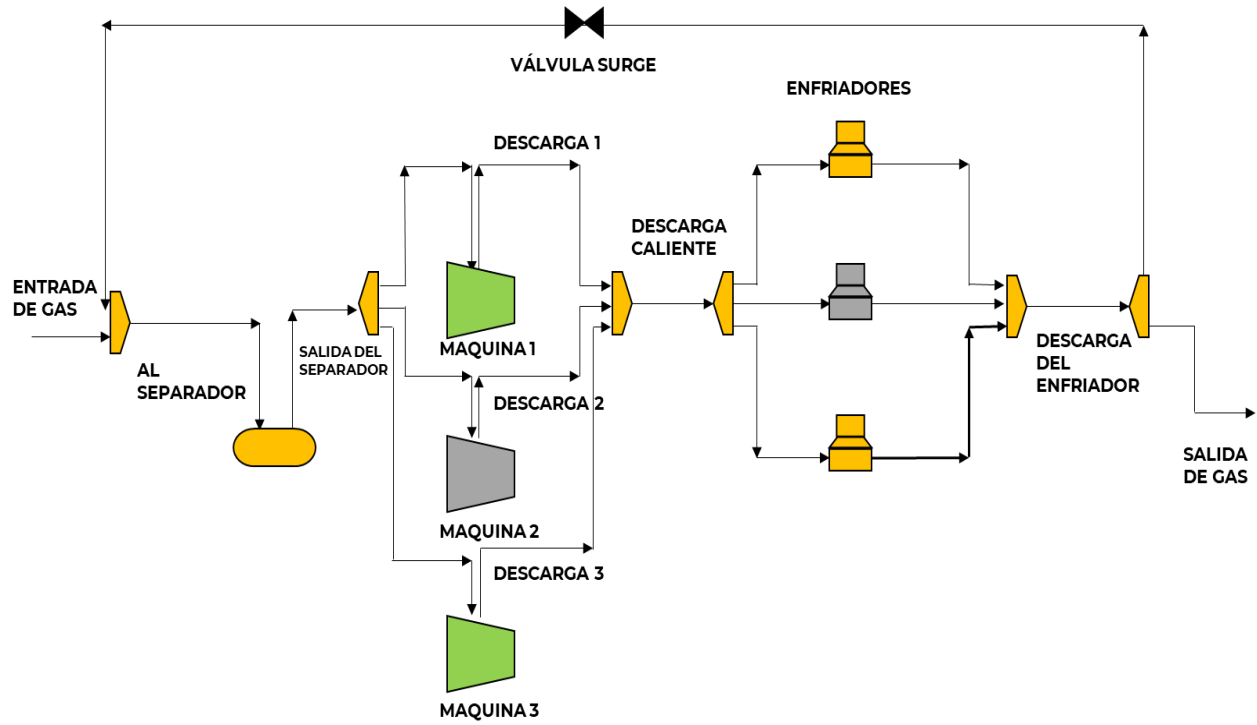 VÁLVULA SURGE
ENFRIADORES
DESCARGA 1
DESCARGA
CALIENTE
ENTRADA
DE GAS
MAQUINA 1
SALIDA DEL
SEPARADOR
AL
SEPARADOR
DESCARGA 2
DESCARGA
DEL
ENFRIADOR
SALIDA
DE GAS
MAQUINA 2
DESCARGA 3
MAQUINA 3